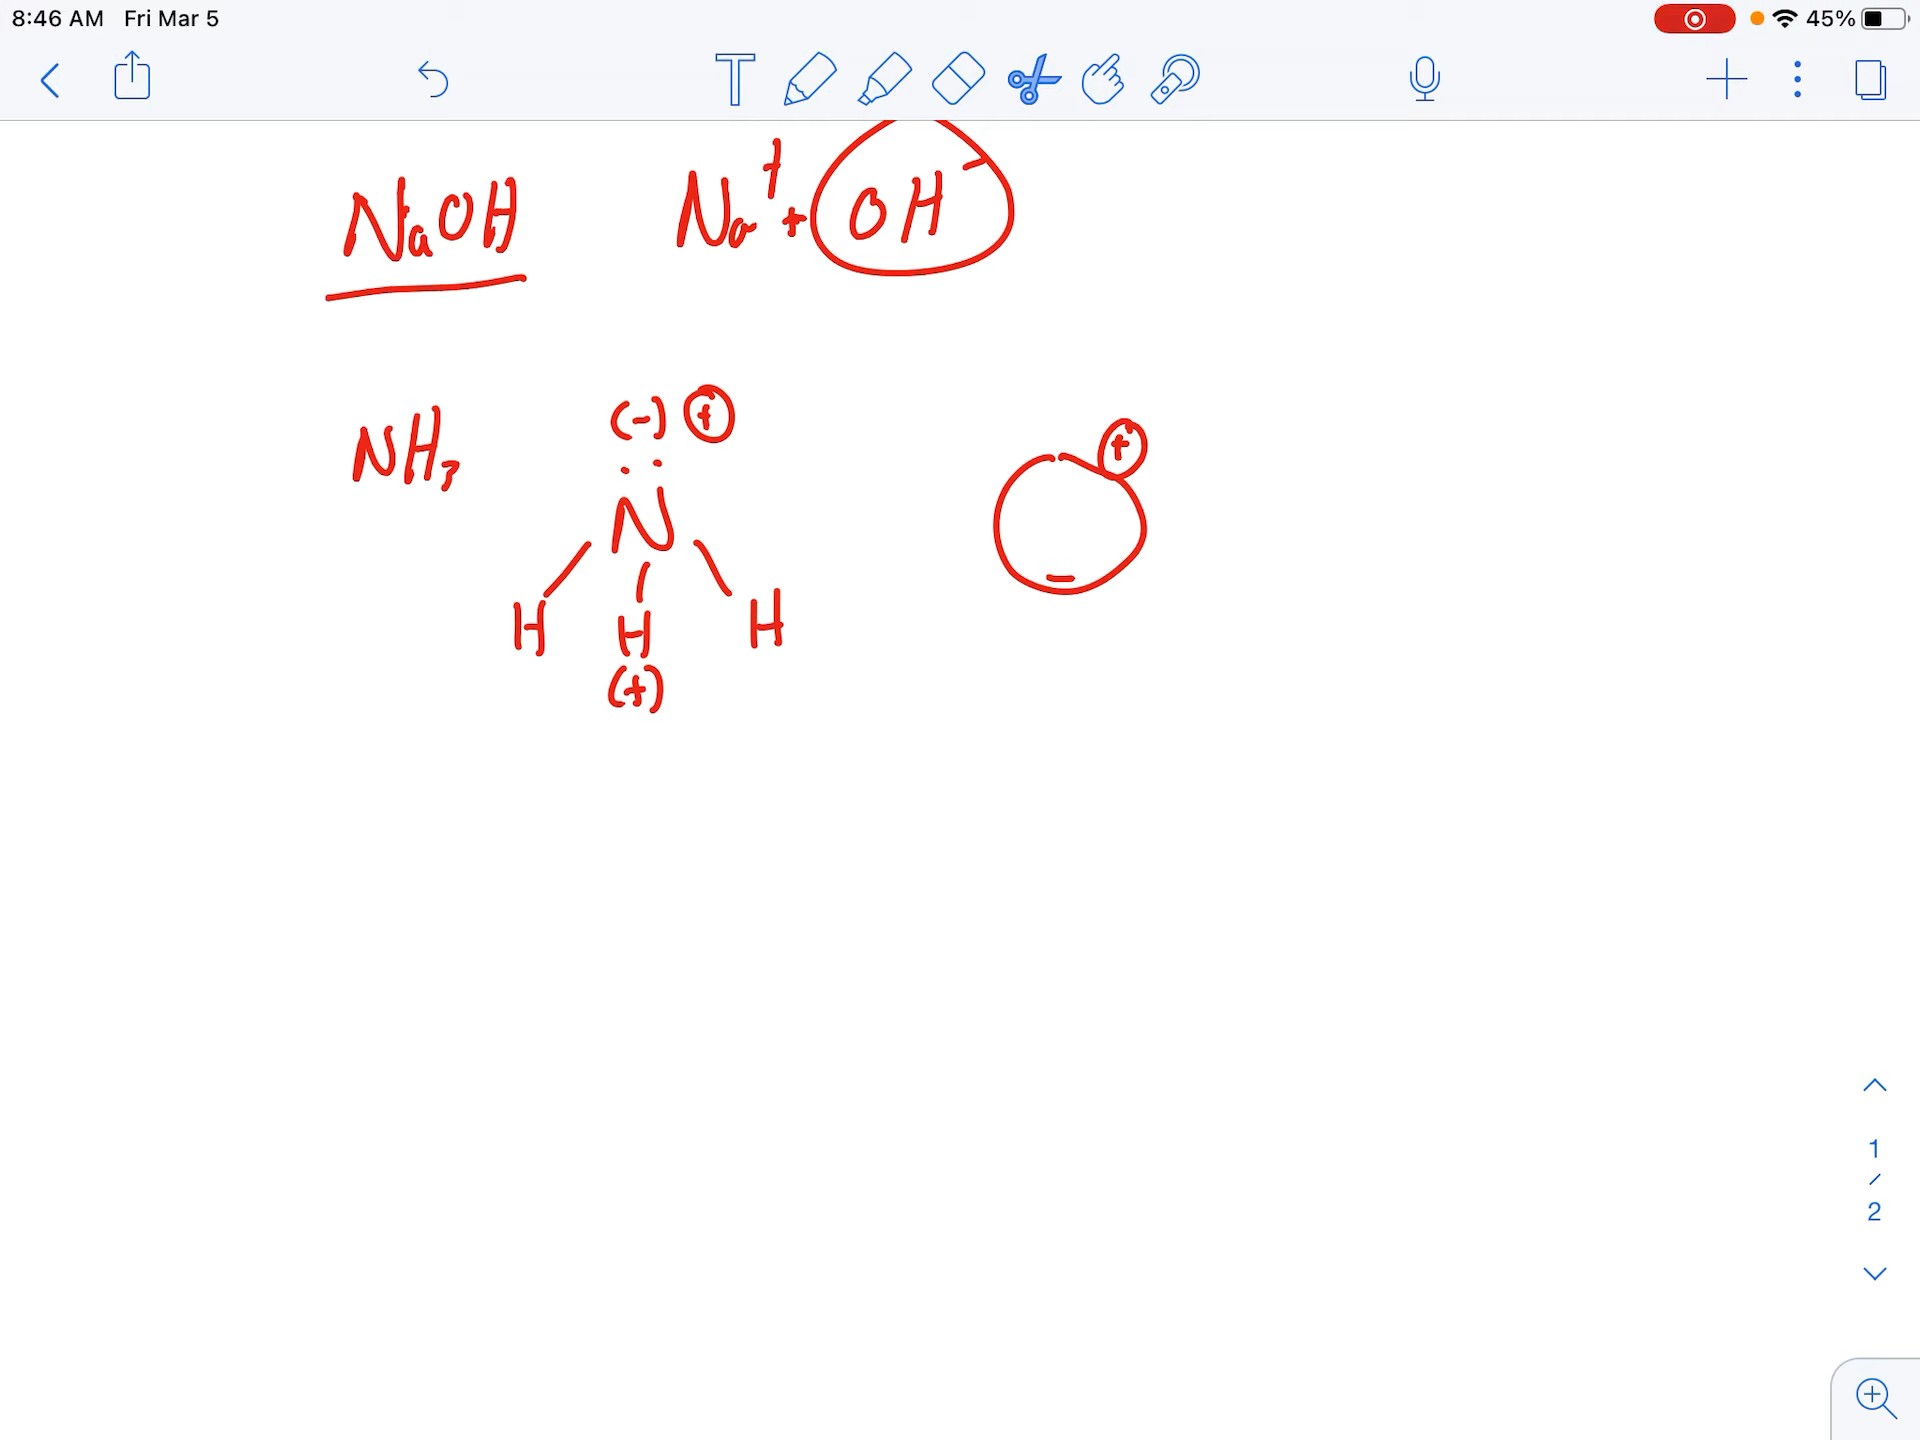 8:46 AM Fri Mar 5 45%
T
NaOH Na⁺ + OH⁻
(-) +
NH₃
N
H H H
(+)
+
-
1
/
2